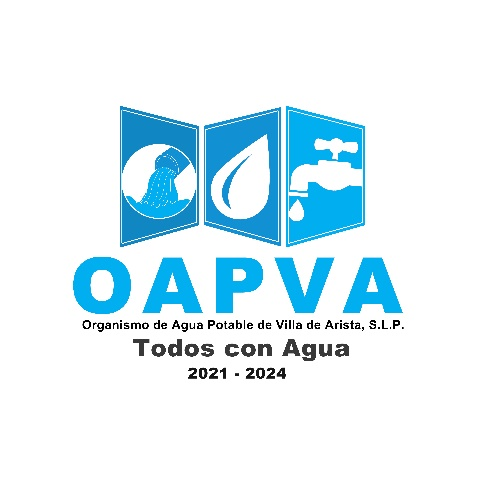 OAPVA
Organismo de Agua Potable de Villa de Arista, S.L.P.
Todos con Agua
2021 - 2024